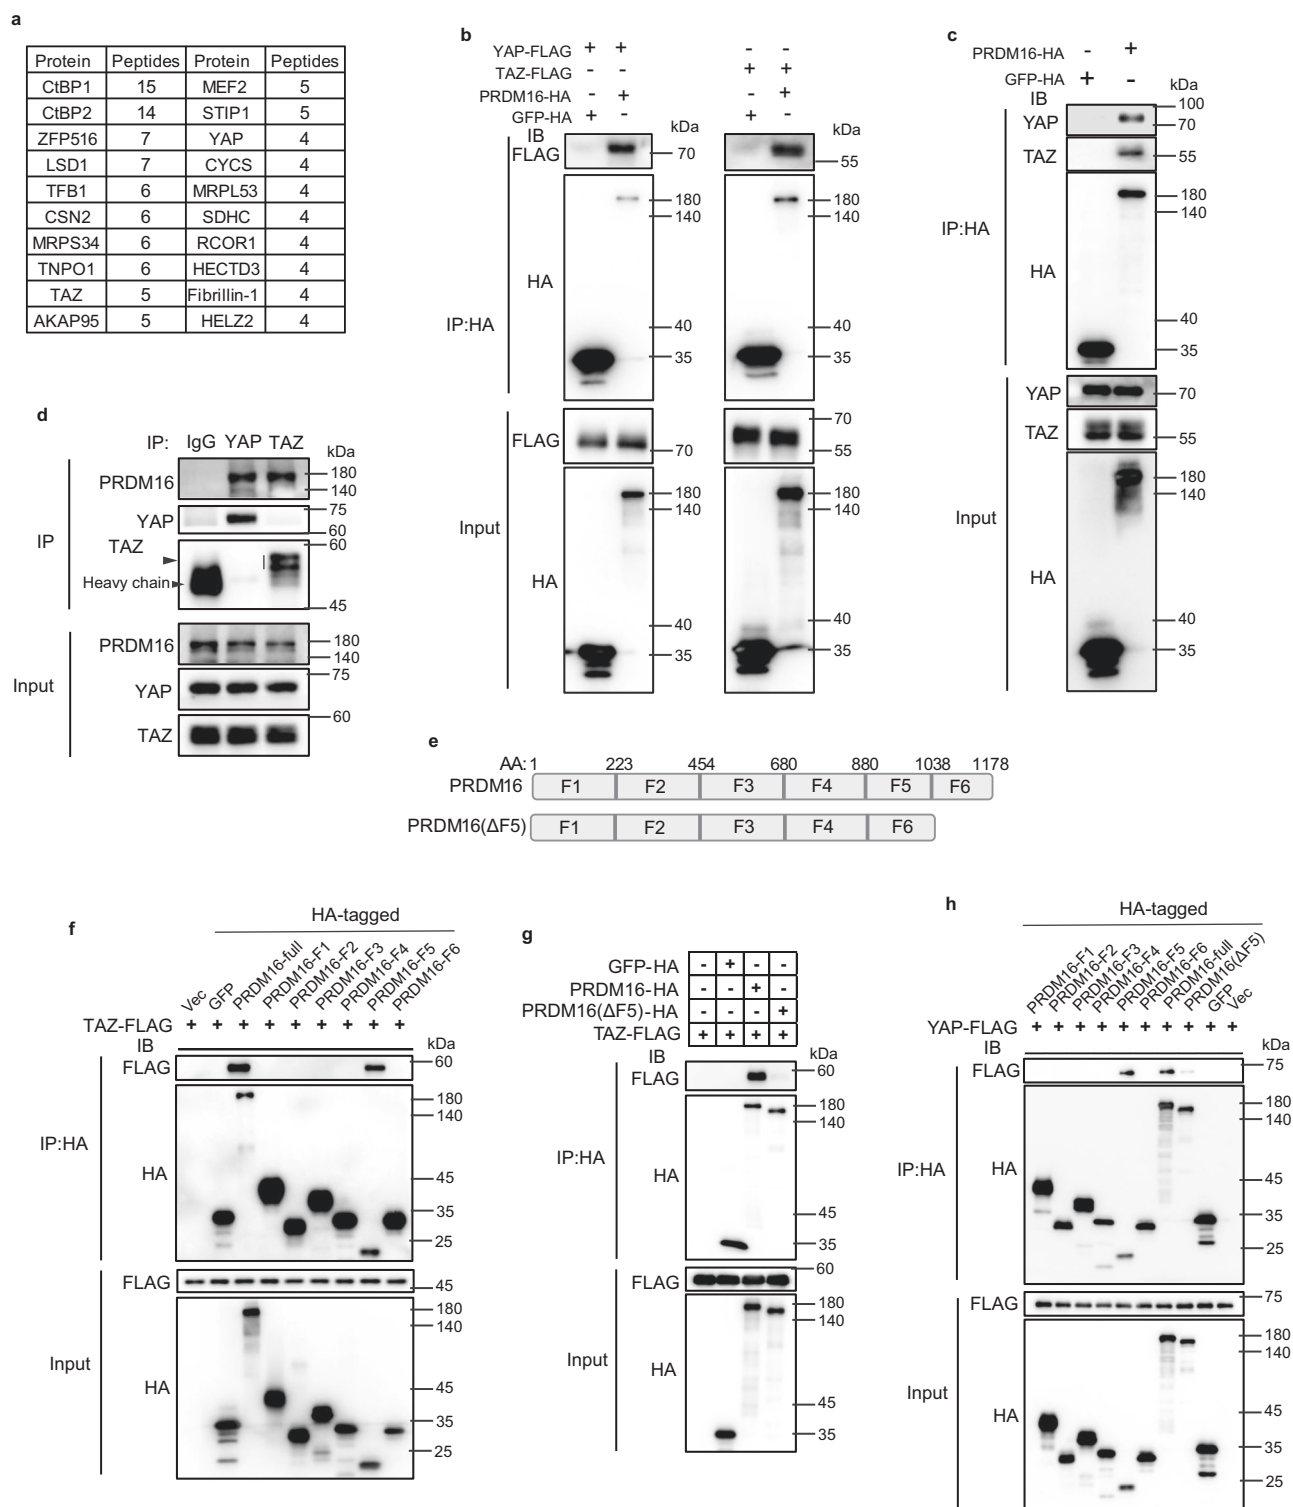 a
Protein Peptides Protein Peptides
CtBP1 15 MEF2 5
CtBP2 14 STIP1 5
ZFP516 7 YAP 4
LSD1 7 CYCS 4
TFB1 6 MRPL53 4
CSN2 6 SDHC 4
MRPS34 6 RCOR1 4
TNPO1 6 HECTD3 4
TAZ 5 Fibrillin-1 4
AKAP95 5 HELZ2 4
b
YAP-FLAG + + - -
TAZ-FLAG - - + +
PRDM16-HA - + - +
GFP-HA + - + -
IB kDa kDa
FLAG 70 55
180 180
140 140
HA
IP:HA
40 40
35 35
FLAG 70
70 55
180 180
140 140
Input
HA
40 40
35 35
c
PRDM16-HA - +
GFP-HA + -
IB kDa
100
YAP 70
TAZ 55
180
140
IP:HA
HA
40
35
YAP 70
TAZ 55
180
140
Input
HA
40
35
d
IP: IgG YAP TAZ
kDa
PRDM16 180
140
YAP 75
60
IP
TAZ 60
Heavy chain
45
PRDM16 180
140
Input
YAP 75
TAZ 60
e
AA: 1 223 454 680 880 1038 1178
PRDM16 F1 F2 F3 F4 F5 F6
PRDM16(ΔF5) F1 F2 F3 F4 F6
f
HA-tagged
Vec GFP PRDM16-full PRDM16-F1 PRDM16-F2 PRDM16-F3 PRDM16-F4 PRDM16-F5 PRDM16-F6
TAZ-FLAG + + + + + + + + +
IB kDa
FLAG 60
180
140
IP:HA
HA
45
35
25
FLAG 45
180
140
Input
HA
45
35
25
g
GFP-HA - + - -
PRDM16-HA - - + -
PRDM16(ΔF5)-HA - - - +
TAZ-FLAG + + + +
IB kDa
FLAG 60
180
140
IP:HA
HA
45
35
FLAG 60
180
140
Input
HA
45
35
h
HA-tagged
PRDM16-F1 PRDM16-F2 PRDM16-F3 PRDM16-F4 PRDM16-F5 PRDM16-F6 PRDM16-full PRDM16(ΔF5) GFP Vec
YAP-FLAG + + + + + + + + + +
IB kDa
FLAG 75
180
140
IP:HA
HA
45
35
25
FLAG 75
180
140
Input
HA
45
35
25